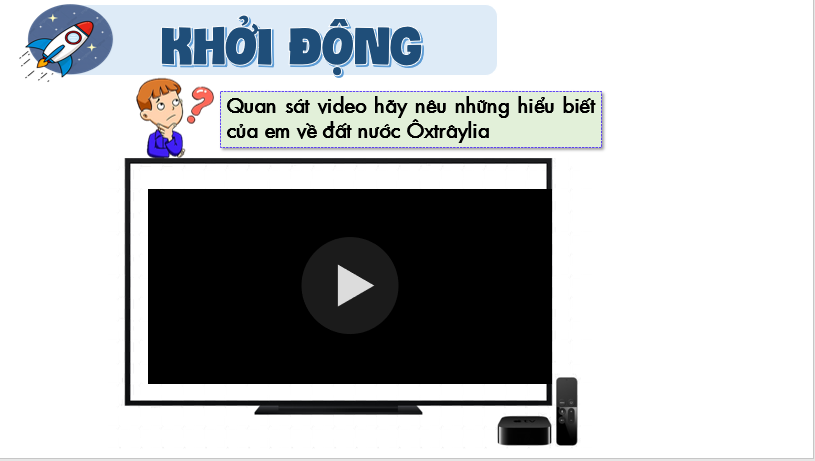 KHỞI ĐỘNG
Quan sát video hãy nêu những hiểu biết
của em về đất nước Ôxtrâylia